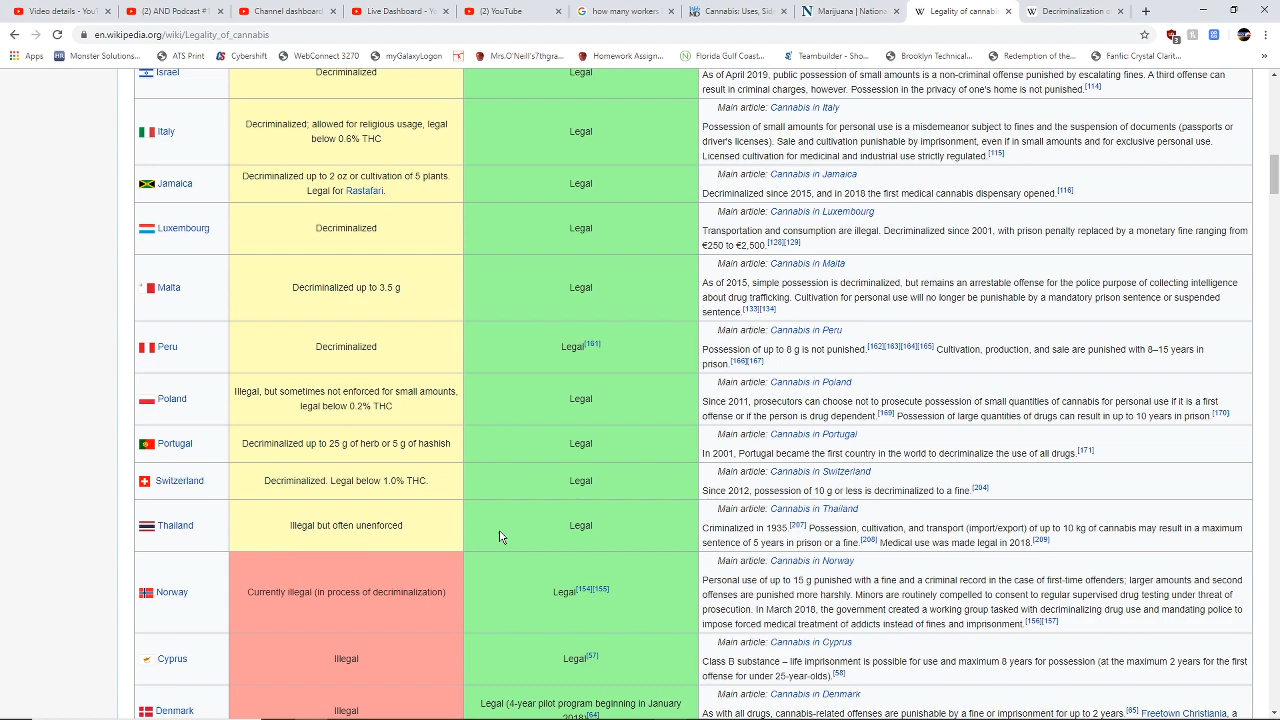 Video details - YouT
(2) AND Podcast #1
Channel dashboard
Live Dashboard - Yo
(2) YouTube
how many workers
Cannabis: Uses, Side
Marijuana | Nationa
Legality of cannabis
Decriminalization o
en.wikipedia.org/wiki/Legality_of_cannabis
Monster Solutions...
ATS Print
Cybershift
WebConnect 3270
myGalaxyLogon
Mrs.O'Neill's7thgra...
Homework Assign...
Florida Gulf Coast...
Teambuilder- Sho...
Brooklyn Technical...
Redemption of the...
Fanfic: Crystal Clarit...
Israel
Decriminalized
Legal
As of April 2019, public possession of small amounts is a non-criminal offense punished by escalating fines. A third offense can
result in criminal charges, however. Possession in the privacy of one's home is not punished.[114]
Italy
Decriminalized; allowed for religious usage, legal
below 0.6% THC
Legal
Main article: Cannabis in Italy
Possession of small amounts for personal use is a misdemeanor subject to fines and the suspension of documents (passports or
driver's licenses). Sale and cultivation punishable by imprisonment, even if in small amounts and for exclusive personal use.
Licensed cultivation for medicinal and industrial use strictly regulated.[115]
Jamaica
Decriminalized up to 2 oz or cultivation of 5 plants.
Legal for Rastafari.
Legal
Main article: Cannabis in Jamaica
Decriminalized since 2015, and in 2018 the first medical cannabis dispensary opened.[116]
Luxembourg
Decriminalized
Legal
Main article: Cannabis in Luxembourg
Transportation and consumption are illegal. Decriminalized since 2001, with prison penalty replaced by a monetary fine ranging from
€250 to €2,500.[128][129]
Malta
Decriminalized up to 3.5 g
Legal
Main article: Cannabis in Malta
As of 2015, simple possession is decriminalized, but remains an arrestable offense for the police purpose of collecting intelligence
about drug trafficking. Cultivation for personal use will no longer be punishable by a mandatory prison sentence or suspended
sentence.[133][134]
Peru
Decriminalized
Legal[161]
Main article: Cannabis in Peru
Possession of up to 8 g is not punished.[162][163][164][165] Cultivation, production, and sale are punished with 8–15 years in
prison.[166][167]
Poland
Illegal, but sometimes not enforced for small amounts,
legal below 0.2% THC
Legal
Main article: Cannabis in Poland
Since 2011, prosecutors can choose not to prosecute possession of small quantities of cannabis for personal use if it is a first
offense or if the person is drug dependent.[169] Possession of large quantities of drugs can result in up to 10 years in prison.[170]
Portugal
Decriminalized up to 25 g of herb or 5 g of hashish
Legal
Main article: Cannabis in Portugal
In 2001, Portugal became the first country in the world to decriminalize the use of all drugs.[171]
Switzerland
Decriminalized. Legal below 1.0% THC.
Legal
Main article: Cannabis in Switzerland
Since 2012, possession of 10 g or less is decriminalized to a fine.[204]
Thailand
Illegal but often unenforced
Legal
Main article: Cannabis in Thailand
Criminalized in 1935.[207] Possession, cultivation, and transport (import/export) of up to 10 kg of cannabis may result in a maximum
sentence of 5 years in prison or a fine.[208] Medical use was made legal in 2018.[209]
Norway
Currently illegal (in process of decriminalization)
Legal[154][155]
Main article: Cannabis in Norway
Personal use of up to 15 g punished with a fine and a criminal record in the case of first-time offenders; larger amounts and second
offenses are punished more harshly. Minors are routinely compelled to consent to regular supervised drug testing under threat of
prosecution. In March 2018, the government created a working group tasked with decriminalizing drug use and mandating police to
impose forced medical treatment of addicts instead of fines and imprisonment.[156][157]
Cyprus
Illegal
Legal[57]
Main article: Cannabis in Cyprus
Class B substance – life imprisonment is possible for use and maximum 8 years for possession (at the maximum 2 years for the first
offense for under 25-year-olds).[58]
Denmark
Illegal
Legal (4-year pilot program beginning in January
2018)[64]
Main article: Cannabis in Denmark
As with all drugs, cannabis-related offenses are punishable by a fine or imprisonment for up to 2 years.[65] Freetown Christiania, a